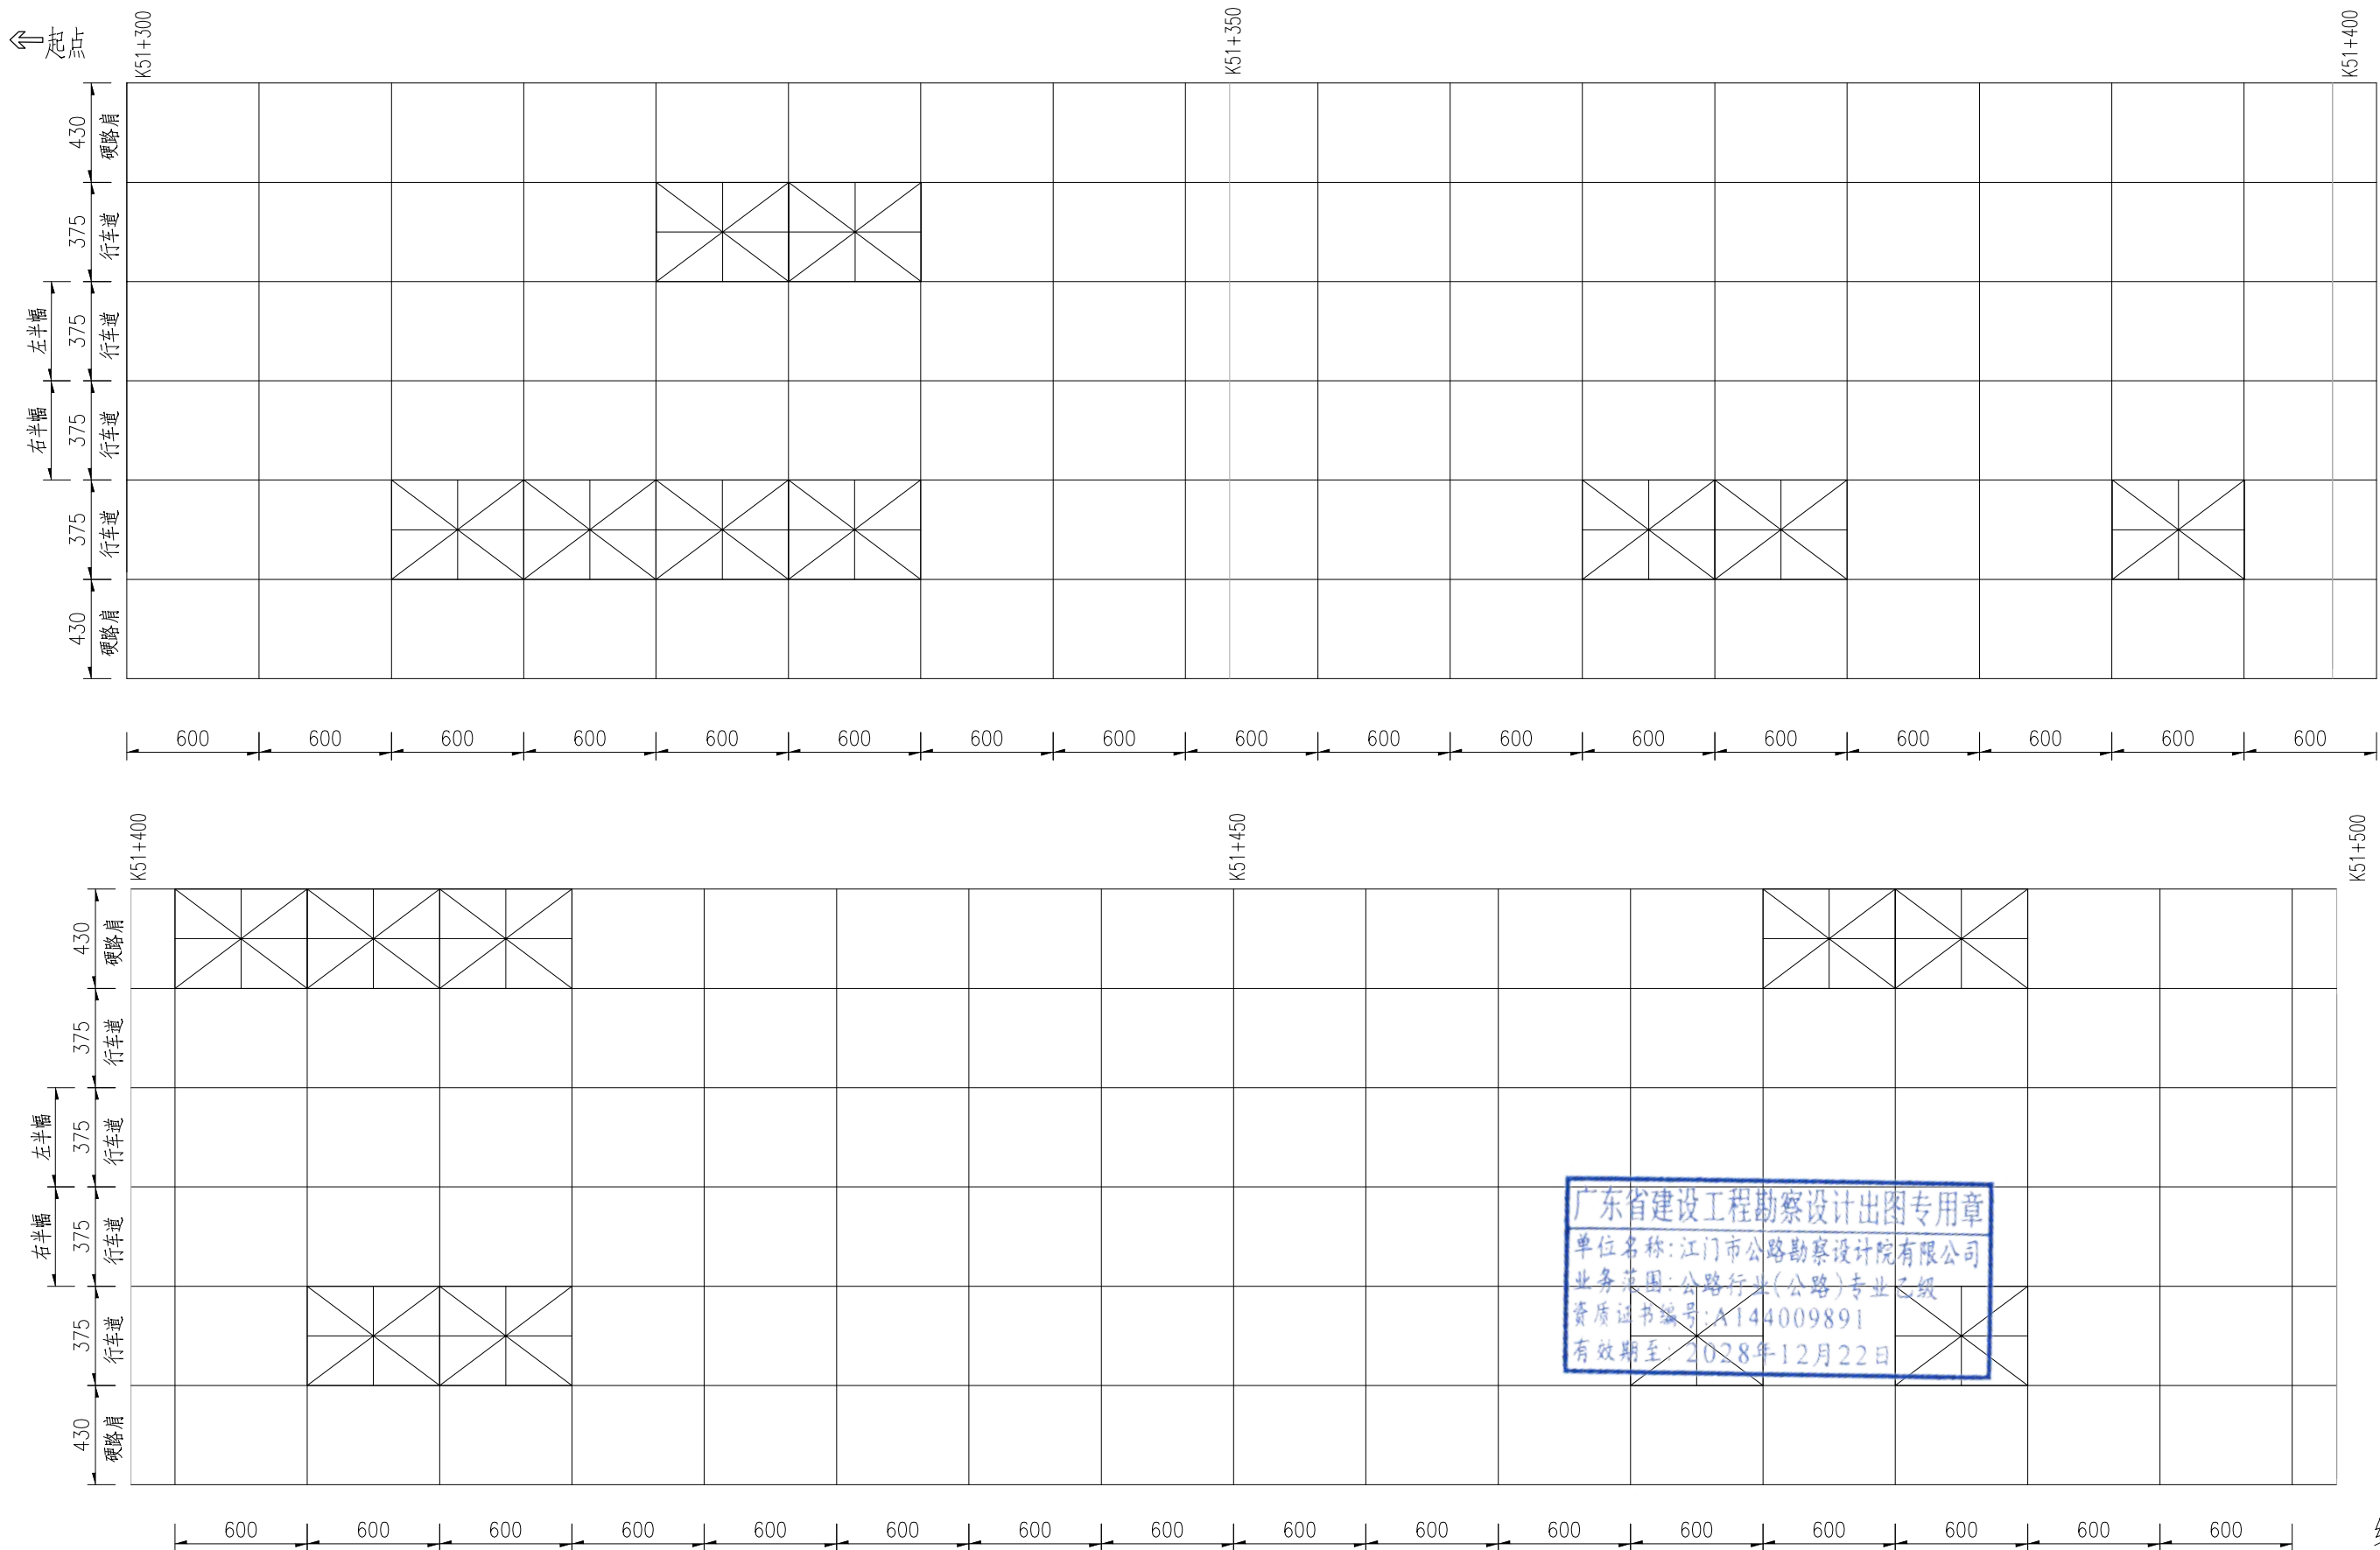 起点
K51+300
K51+350
K51+400
430 硬路肩
375 行车道
左半幅 375 行车道
右半幅 375 行车道
375 行车道
430 硬路肩
600 600 600 600 600 600 600 600 600 600 600 600 600 600 600 600 600
K51+400
K51+450
K51+500
430 硬路肩
375 行车道
左半幅 375 行车道
右半幅 375 行车道
375 行车道
430 硬路肩
广东省建设工程勘察设计出图专用章
单位名称:江门市公路勘察设计院有限公司
业务范围:公路行业(公路)专业乙级
资质证书编号:A144009891
有效期至: 2028年12月22日
600 600 600 600 600 600 600 600 600 600 600 600 600 600 600 600